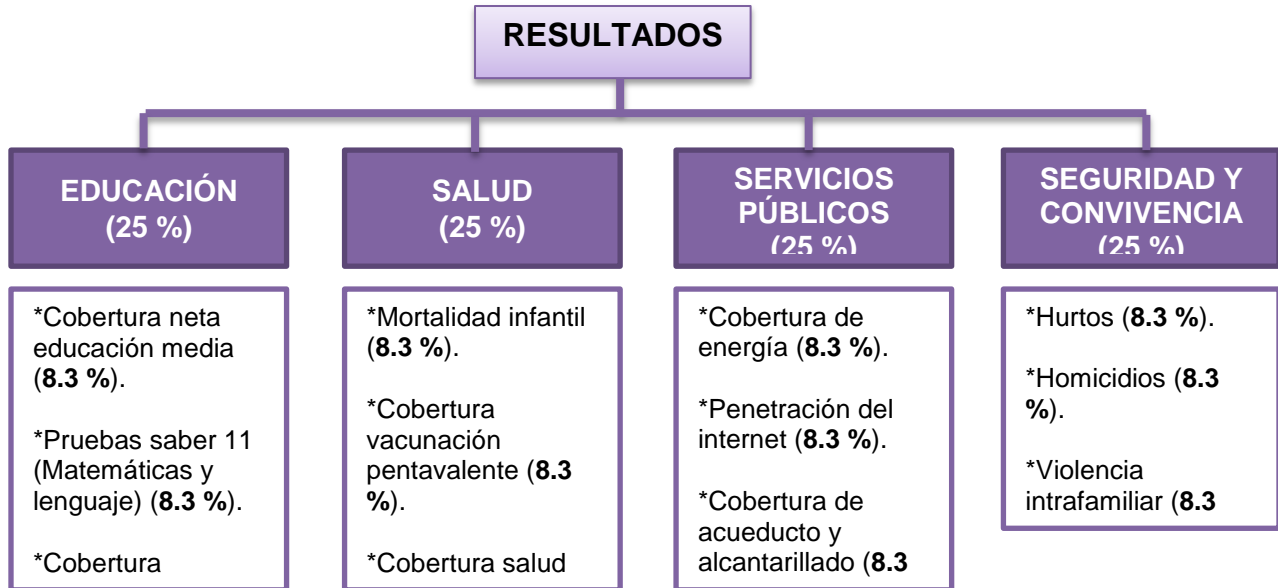 RESULTADOS
EDUCACIÓN
(25 %)
*Cobertura neta
educación media
(8.3 %).
*Pruebas saber 11
(Matemáticas y
lenguaje) (8.3 %).
*Cobertura
SALUD
(25 %)
*Mortalidad infantil
(8.3 %).
*Cobertura
vacunación
pentavalente (8.3
%).
*Cobertura salud
SERVICIOS
PÚBLICOS
(25 %)
*Cobertura de
energía (8.3 %).
*Penetración del
internet (8.3 %).
*Cobertura de
acueducto y
alcantarillado (8.3
SEGURIDAD Y
CONVIVENCIA
(25 %)
*Hurtos (8.3 %).
*Homicidios (8.3
%).
*Violencia
intrafamiliar (8.3